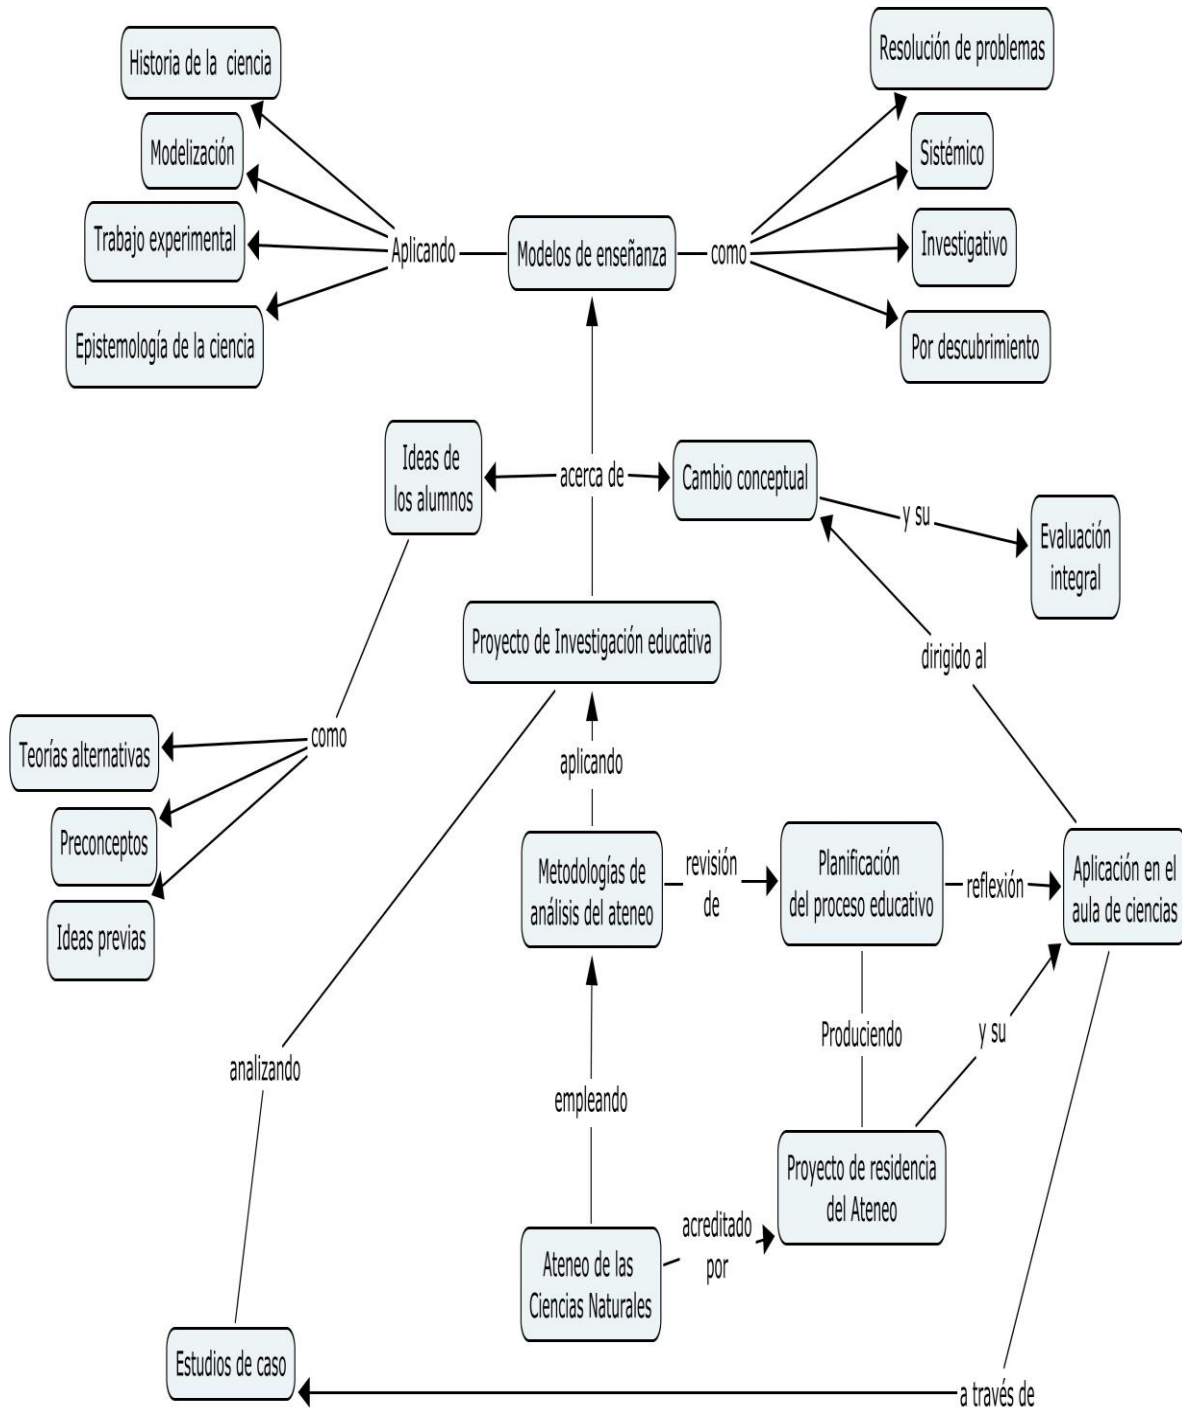 Historia de la ciencia
Resolución de problemas
Modelización
Sistémico
Trabajo experimental
Aplicando
Modelos de enseñanza
como
Investigativo
Epistemología de la ciencia
Por descubrimiento
Ideas de
los alumnos
acerca de
Cambio conceptual
y su
Evaluación
integral
Proyecto de Investigación educativa
dirigido al
como
Teorías alternativas
aplicando
Preconceptos
Ideas previas
Metodologías de
análisis del ateneo
revisión
de
Planificación
del proceso educativo
reflexión
Aplicación en el
aula de ciencias
Produciendo
y su
analizando
empleando
Proyecto de residencia
del Ateneo
acreditado
por
Ateneo de las
Ciencias Naturales
Estudios de caso
a través de